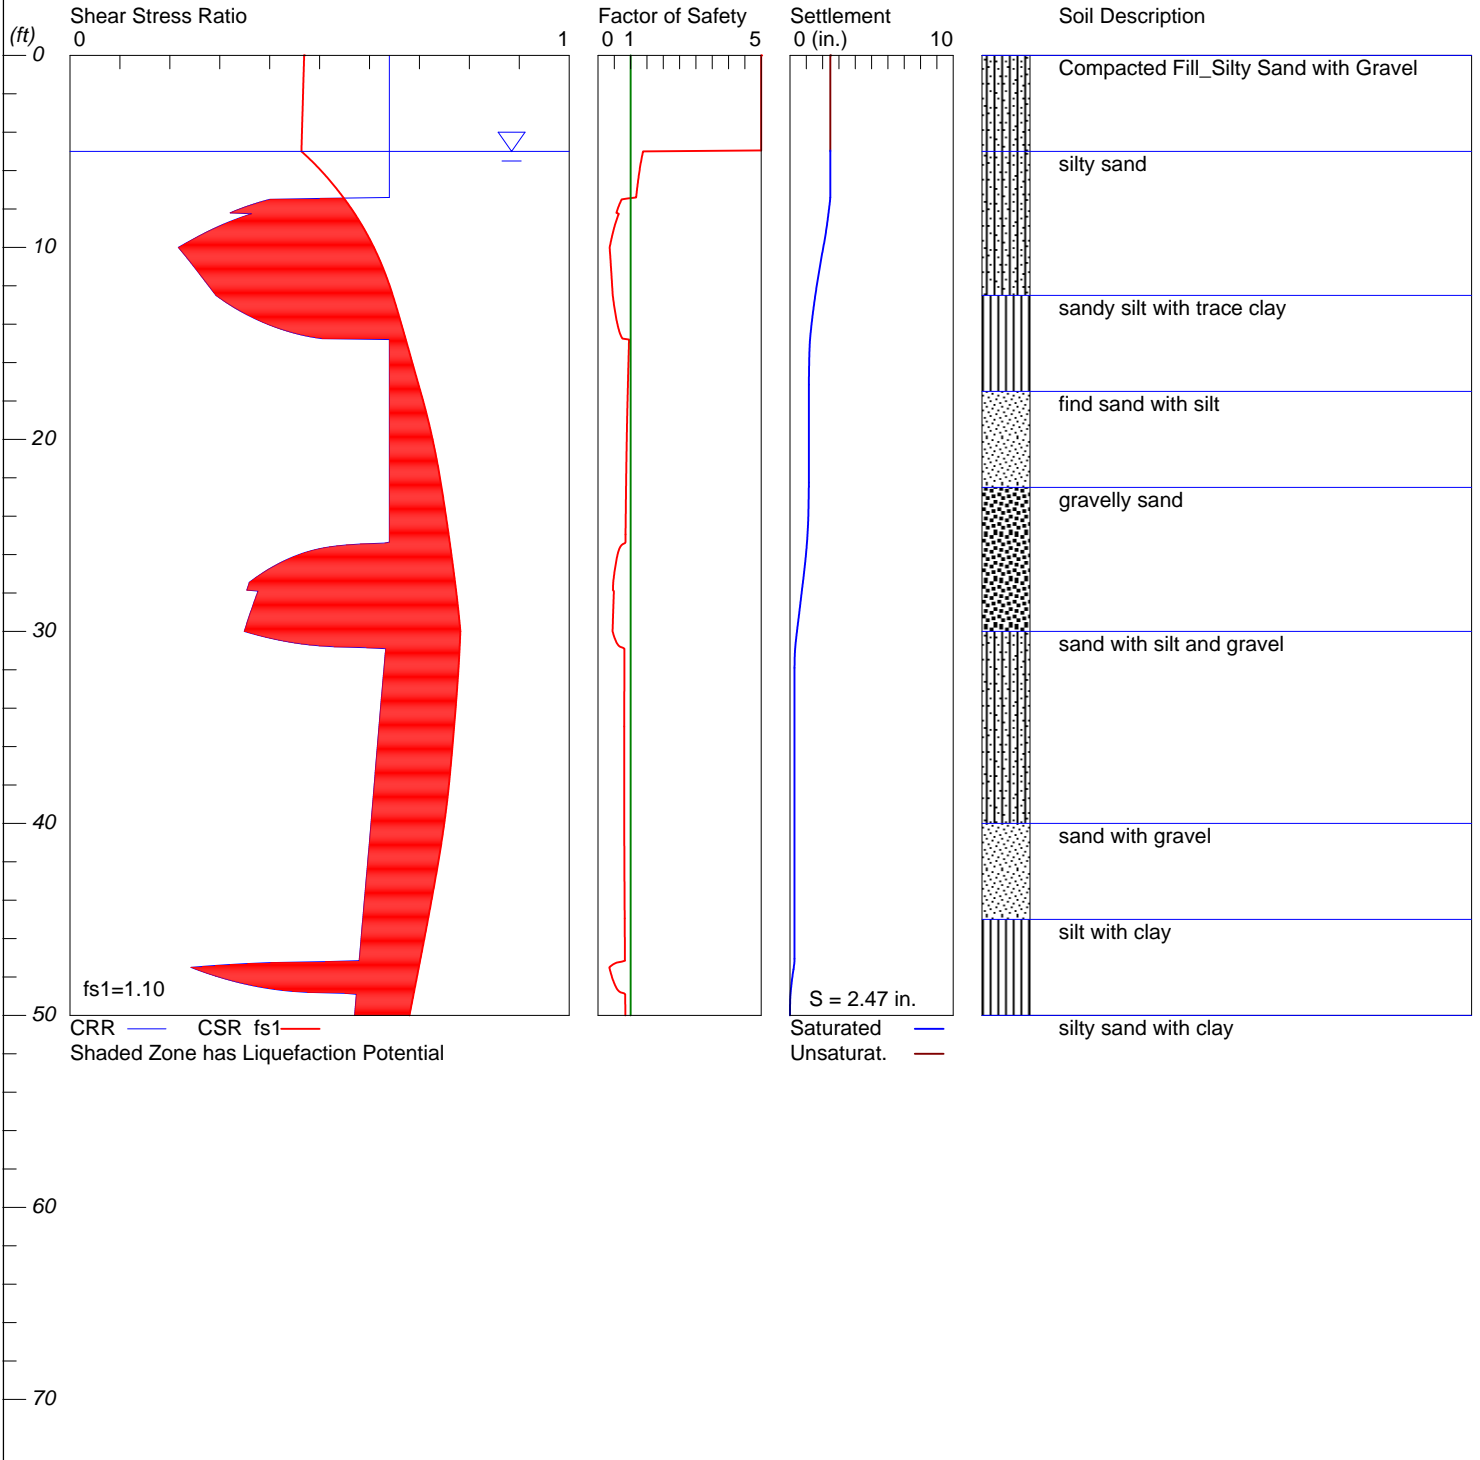 Shear Stress Ratio
Factor of Safety
Settlement
Soil Description
(ft)
0
1
0 1
5
0 (in.)
10
0
Compacted Fill_Silty Sand with Gravel
silty sand
10
sandy silt with trace clay
find sand with silt
20
gravelly sand
30
sand with silt and gravel
40
sand with gravel
silt with clay
fs1=1.10
S = 2.47 in.
50
CRR
CSR fs1
Shaded Zone has Liquefaction Potential
Saturated
Unsaturat.
silty sand with clay
60
70